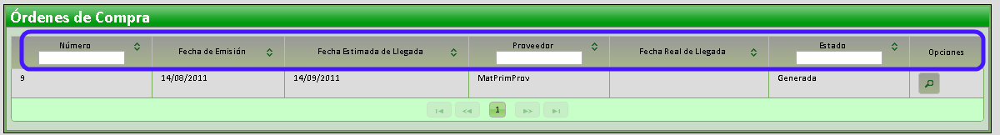 Órdenes de Compra
Número Fecha de Emisión Fecha Estimada de Llegada Proveedor Fecha Real de Llegada Estado Opciones
9 14/08/2011 14/09/2011 MatPrimProv Generada
1